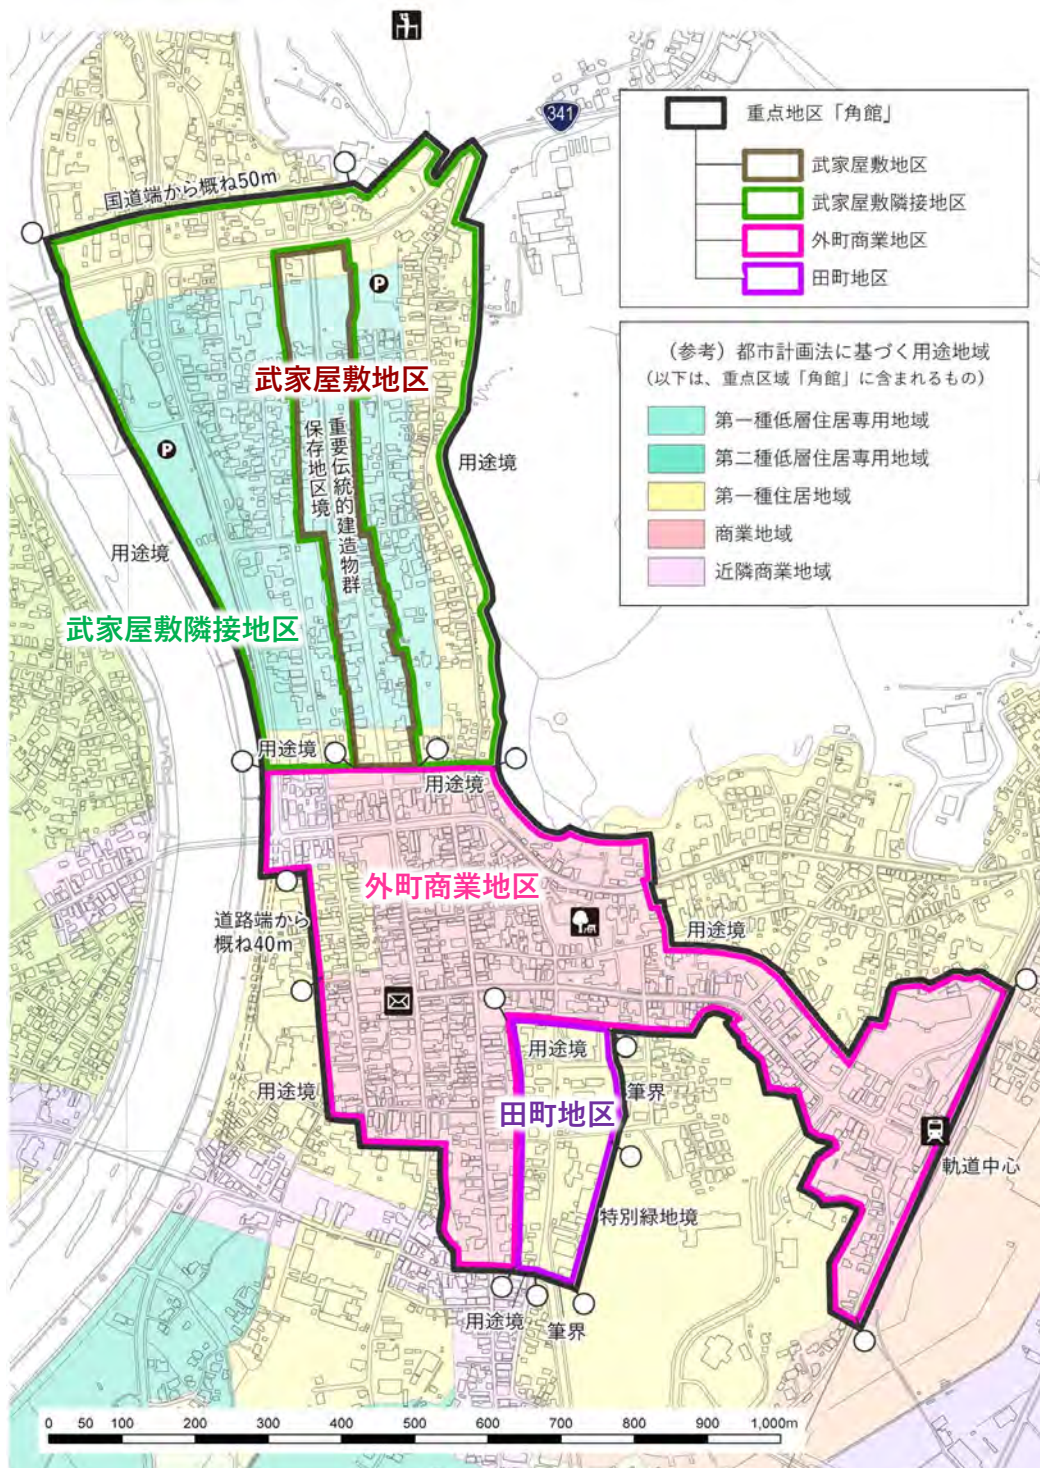 341
重点地区「角館」
武家屋敷地区
武家屋敷隣接地区
外町商業地区
田町地区
(参考)都市計画法に基づく用途地域
(以下は、重点区域「角館」に含まれるもの)
第一種低層住居専用地域
第二種低層住居専用地域
第一種住居地域
商業地域
近隣商業地域
国道端から概ね50m
P
武家屋敷地区
重要伝統的建造物群
保存地区境
P
用途境
用途境
武家屋敷隣接地区
用途境
用途境
外町商業地区
道路端から
概ね40m
用途境
用途境
用途境
筆界
田町地区
軌道中心
特別緑地境
用途境
筆界
0 50 100 200 300 400 500 600 700 800 900 1,000m